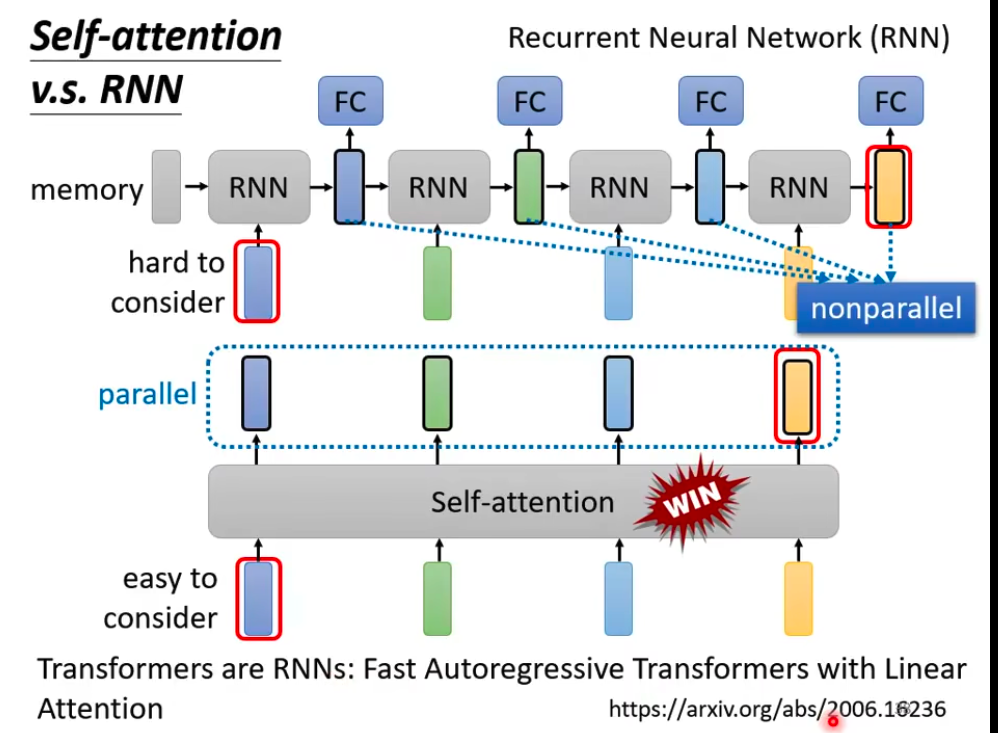 Self-attention
v.s. RNN
Recurrent Neural Network (RNN)
FC
FC
FC
FC
memory
RNN
RNN
RNN
RNN
hard to
consider
nonparallel
parallel
Self-attention
WIN
easy to
consider
Transformers are RNNs: Fast Autoregressive Transformers with Linear
Attention
https://arxiv.org/abs/2006.16236